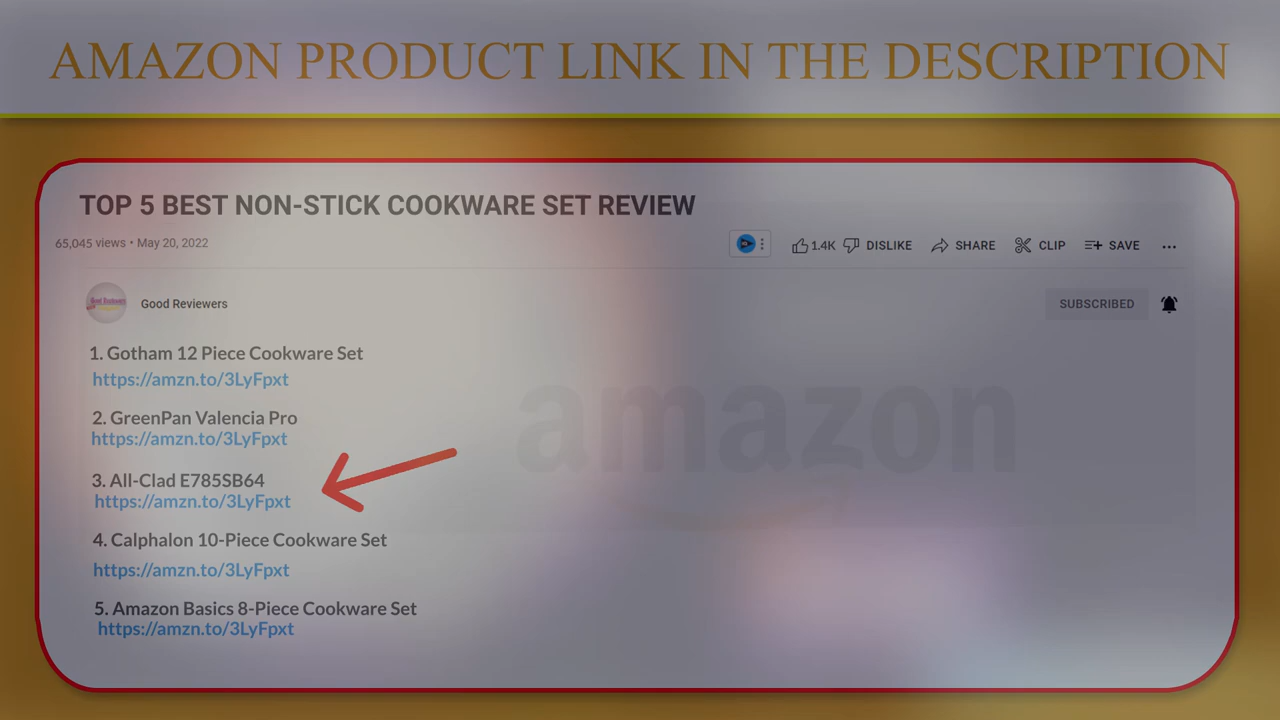 AMAZON PRODUCT LINK IN THE DESCRIPTION
TOP 5 BEST NON-STICK COOKWARE SET REVIEW
65,045 views • May 20, 2022
1.4K DISLIKE SHARE CLIP SAVE ...
Good Reviewers
SUBSCRIBED
1. Gotham 12 Piece Cookware Set
https://amzn.to/3LyFpxt
2. GreenPan Valencia Pro
https://amzn.to/3LyFpxt
3. All-Clad E785SB64
https://amzn.to/3LyFpxt
amazon
4. Calphalon 10-Piece Cookware Set
https://amzn.to/3LyFpxt
5. Amazon Basics 8-Piece Cookware Set
https://amzn.to/3LyFpxt